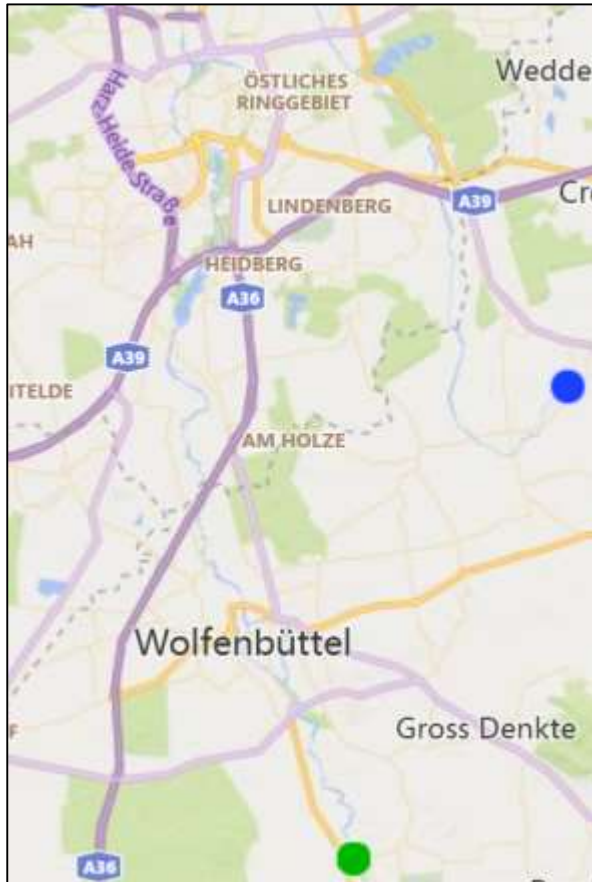 ÖSTLICHES
RINGGEBIET
Wedde
Harz-Heide-Straße
LINDENBERG
A39
Cre
AH
HEIDBERG
A36
A39
ITELDE
AM HOLZE
Wolfenbüttel
F
Gross Denkte
A36